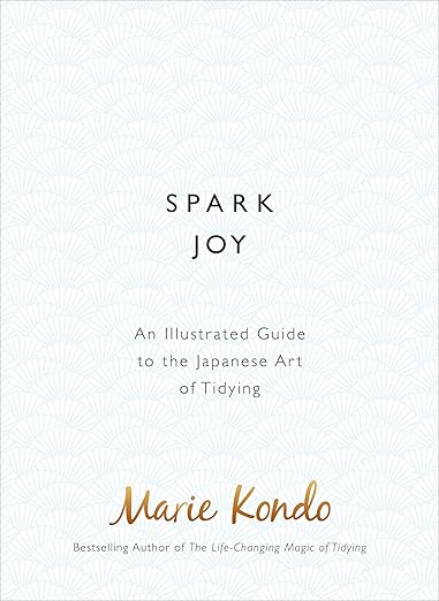 SPARK
JOY
An Illustrated Guide
to the Japanese Art
of Tidying
Marie Kondo
Bestselling Author of The Life-Changing Magic of Tidying